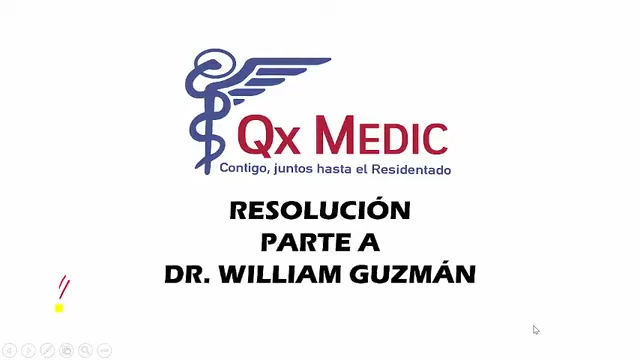 Qx MEDIC
Contigo, juntos hasta el Residentado
RESOLUCIÓN
PARTE A
DR. WILLIAM GUZMÁN